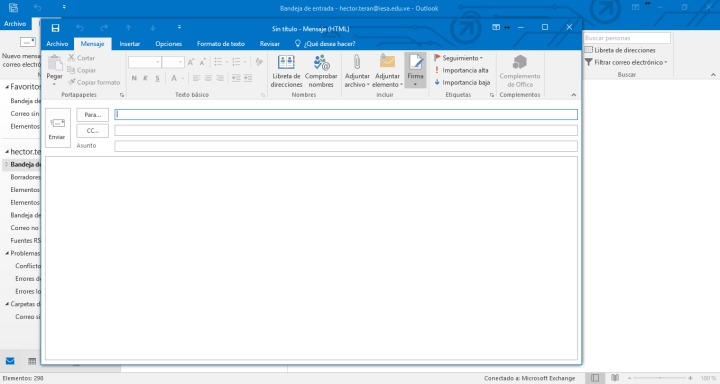 Bandeja de entrada - hector.teran@iesa.edu.ve - Outlook
Archivo
Sin título - Mensaje (HTML)
Archivo Mensaje Insertar Opciones Formato de texto Revisar ¿Qué desea hacer?
Buscar personas
Libreta de direcciones
Filtrar correo electrónico
Buscar
Nuevo mensa
correo electró
Pegar
Cortar
Copiar
Copiar formato
Portapapeles
N K S
Texto básico
Libreta de direcciones
Comprobar nombres
Nombres
Adjuntar archivo
Adjuntar elemento
Firma
Incluir
Seguimiento
Importancia alta
Importancia baja
Etiquetas
Complemento de Office
Complementos
Enviar
Para...
CC...
Asunto
Favoritos
Bandeja de
Correo sin
Elementos
hector.te
Bandeja de
Borradores
Elementos
Elementos
Bandeja de
Correo no
Fuentes RS
Problemas
Conflicto
Errores de
Errores lo
Carpetas d
Correo si
Elementos: 298
Conectado a: Microsoft Exchange
100 %